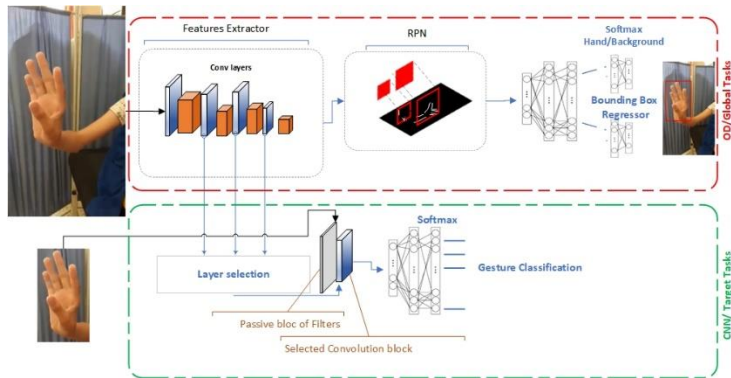 Features Extractor
RPN
Softmax
Hand/Background
Conv layers
Bounding Box
Regressor
OD/Global Tasks
Softmax
Layer selection
Gesture Classification
Passive bloc of Filters
Selected Convolution block
CNN/ Target Tasks